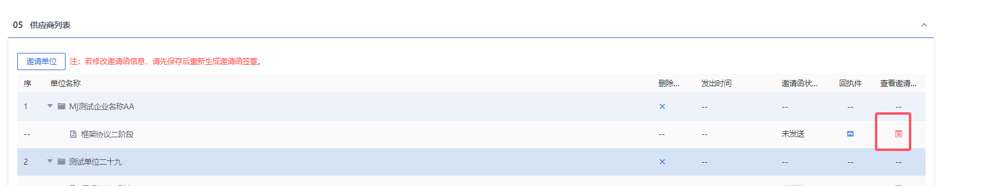 05 供应商列表
邀请单位 注：若修改邀请函信息，请先保存后重新生成邀请函签章。
序 单位名称 删除... 发出时间 邀请函状... 回执件 查看邀请...
1 Mj测试企业名称AA -- -- -- --
-- 框架协议二阶段 -- -- 未发送
2 测试单位二十九 -- -- -- --